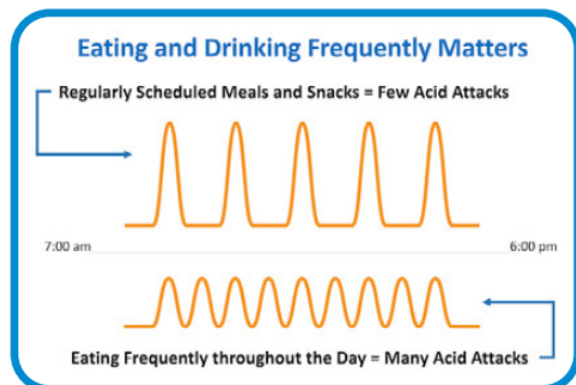 Eating and Drinking Frequently Matters
Regularly Scheduled Meals and Snacks = Few Acid Attacks
7:00 am
6:00 pm
Eating Frequently throughout the Day = Many Acid Attacks